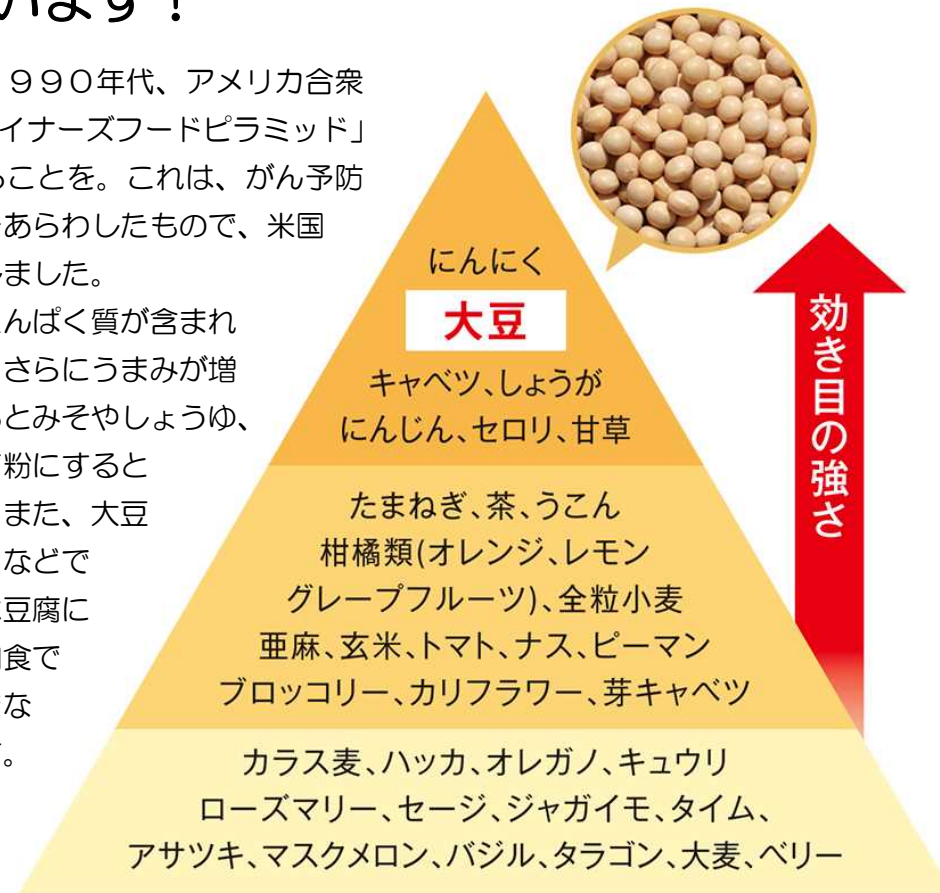 います！
９９０年代、アメリカ合衆
イナーズフードピラミッド」
ことを。これは、がん予防
あらわしたもので、米国
ました。
んぱく質が含まれ
さらにうまみが増
とみそやしょうゆ、
粉にすると
また、大豆
などで
豆腐に
食で
な
。
にんにく
大豆
キャベツ、しょうが
にんじん、セロリ、甘草
たまねぎ、茶、うこん
柑橘類(オレンジ、レモン
グレープフルーツ)、全粒小麦
亜麻、玄米、トマト、ナス、ピーマン
ブロッコリー、カリフラワー、芽キャベツ
カラス麦、ハッカ、オレガノ、キュウリ
ローズマリー、セージ、ジャガイモ、タイム、
アサツキ、マスクメロン、バジル、タラゴン、大麦、ベリー
効き目の強さ